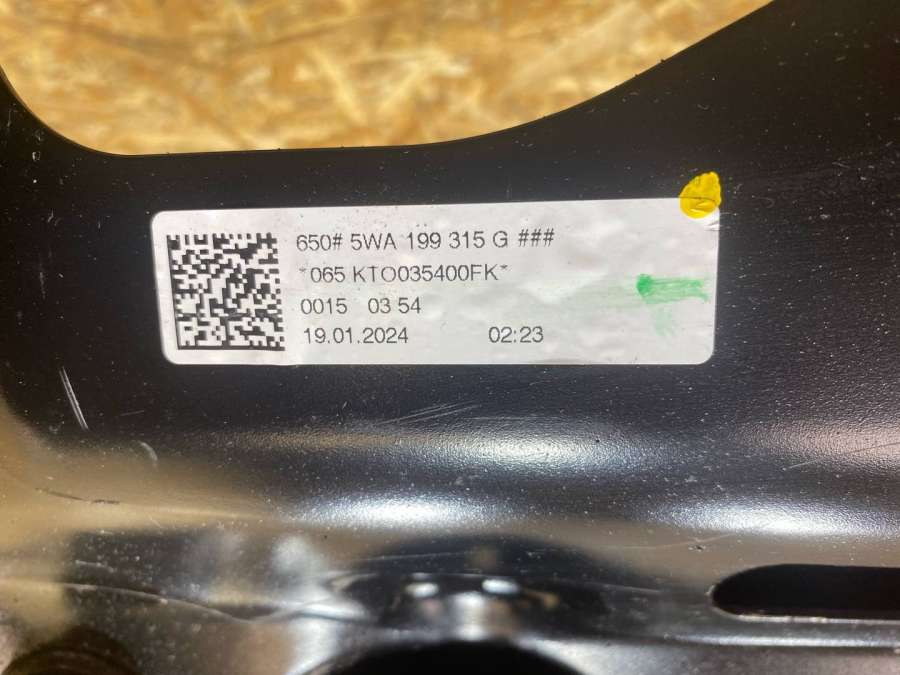 650# 5WA 199 315 G ###
*065 KTO035400FK*
0015 03 54
19.01.2024 02:23